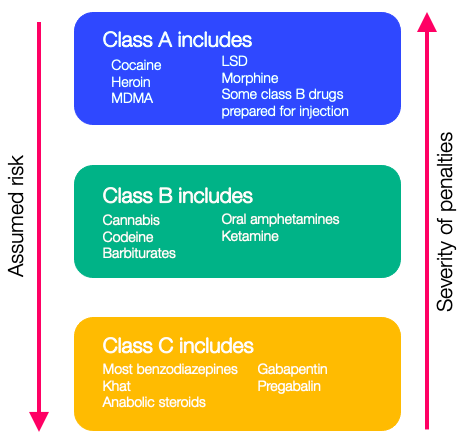 Class A includes
Cocaine
Heroin
MDMA
LSD
Morphine
Some class B drugs
prepared for injection
Class B includes
Cannabis
Codeine
Barbiturates
Oral amphetamines
Ketamine
Class C includes
Most benzodiazepines
Khat
Anabolic steroids
Gabapentin
Pregabalin
Assumed risk
Severity of penalties